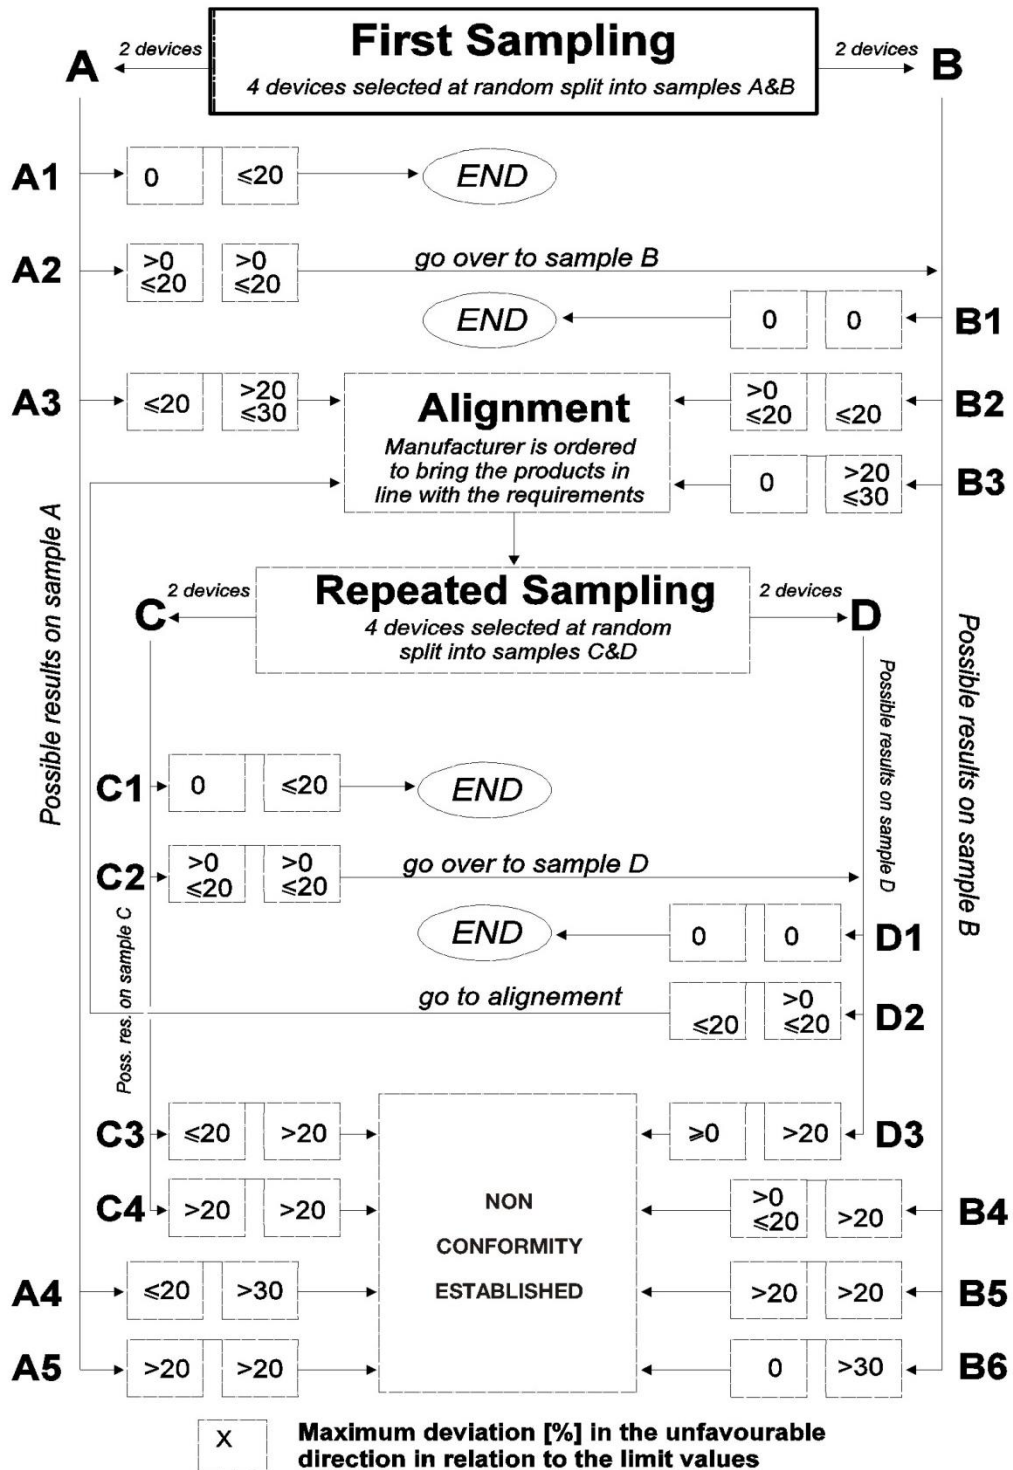 First Sampling
4 devices selected at random split into samples A&B
A
2 devices
2 devices
B
A1
0
≤20
END
A2
>0
≤20
>0
≤20
go over to sample B
END
0
0
B1
A3
≤20
>20
≤30
Alignment
Manufacturer is ordered
to bring the products in
line with the requirements
>0
≤20
≤20
B2
0
>20
≤30
B3
Possible results on sample A
C
2 devices
Repeated Sampling
4 devices selected at random
split into samples C&D
2 devices
D
Possible results on sample D
Possible results on sample B
C1
0
≤20
END
C2
>0
≤20
>0
≤20
go over to sample D
Poss. res. on sample C
END
0
0
D1
go to alignement
≤20
>0
≤20
D2
C3
≤20
>20
≥0
>20
D3
C4
>20
>20
NON
CONFORMITY
ESTABLISHED
>0
≤20
>20
B4
A4
≤20
>30
>20
>20
B5
A5
>20
>20
0
>30
B6
X
Maximum deviation [%] in the unfavourable
direction in relation to the limit values